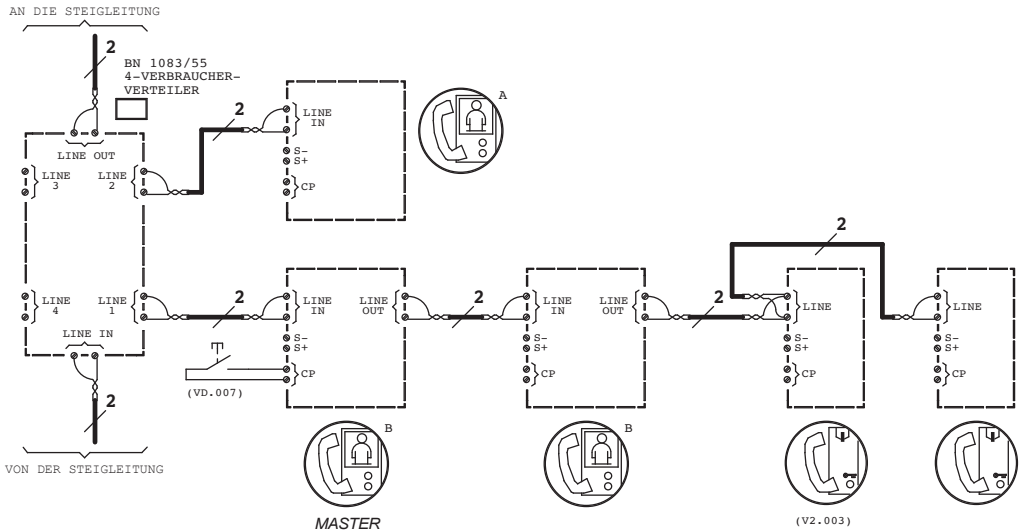 AN DIE STEIGLEITUNG
2
BN 1083/55
4-VERBRAUCHER-
VERTEILER
2
LINE
IN
S-
S+
CP
A
LINE OUT
LINE
3
LINE
2
LINE
4
LINE
1
LINE IN
2
VON DER STEIGLEITUNG
2
LINE
IN
LINE
OUT
S-
S+
CP
(VD.007)
B
MASTER
2
LINE
IN
LINE
OUT
S-
S+
CP
B
2
2
LINE
S-
S+
CP
(V2.003)
LINE
S-
S+
CP